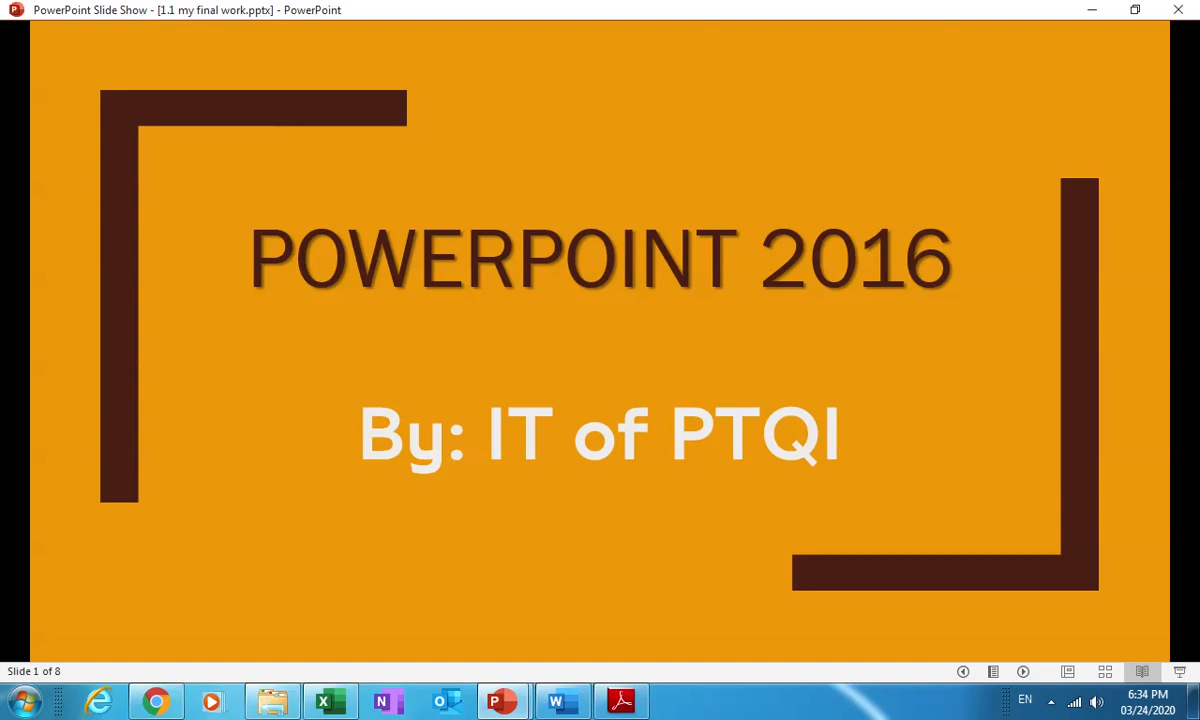 PowerPoint Slide Show - [1.1 my final work.pptx] - PowerPoint
POWERPOINT 2016
By: IT of PTQI
Slide 1 of 8
EN
6:34 PM
03/24/2020